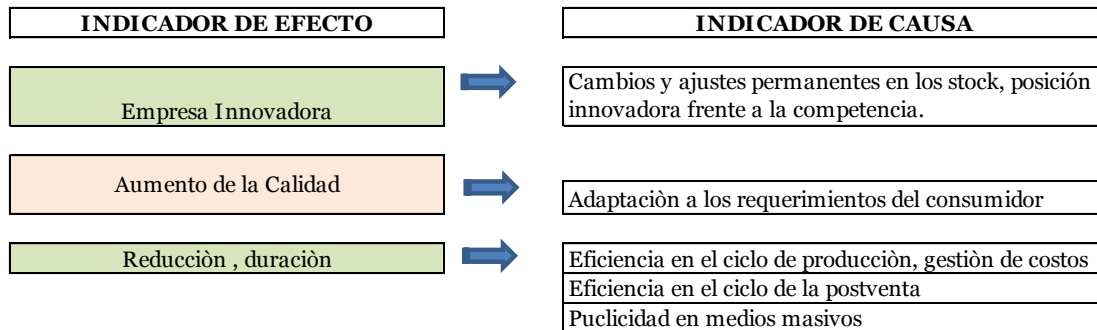 INDICADOR DE EFECTO
INDICADOR DE CAUSA
Empresa Innovadora
Cambios y ajustes permanentes en los stock, posición
innovadora frente a la competencia.
Aumento de la Calidad
Adaptaciòn a los requerimientos del consumidor
Reducciòn , duraciòn
Eficiencia en el ciclo de producciòn, gestiòn de costos
Eficiencia en el ciclo de la postventa
Puclicidad en medios masivos